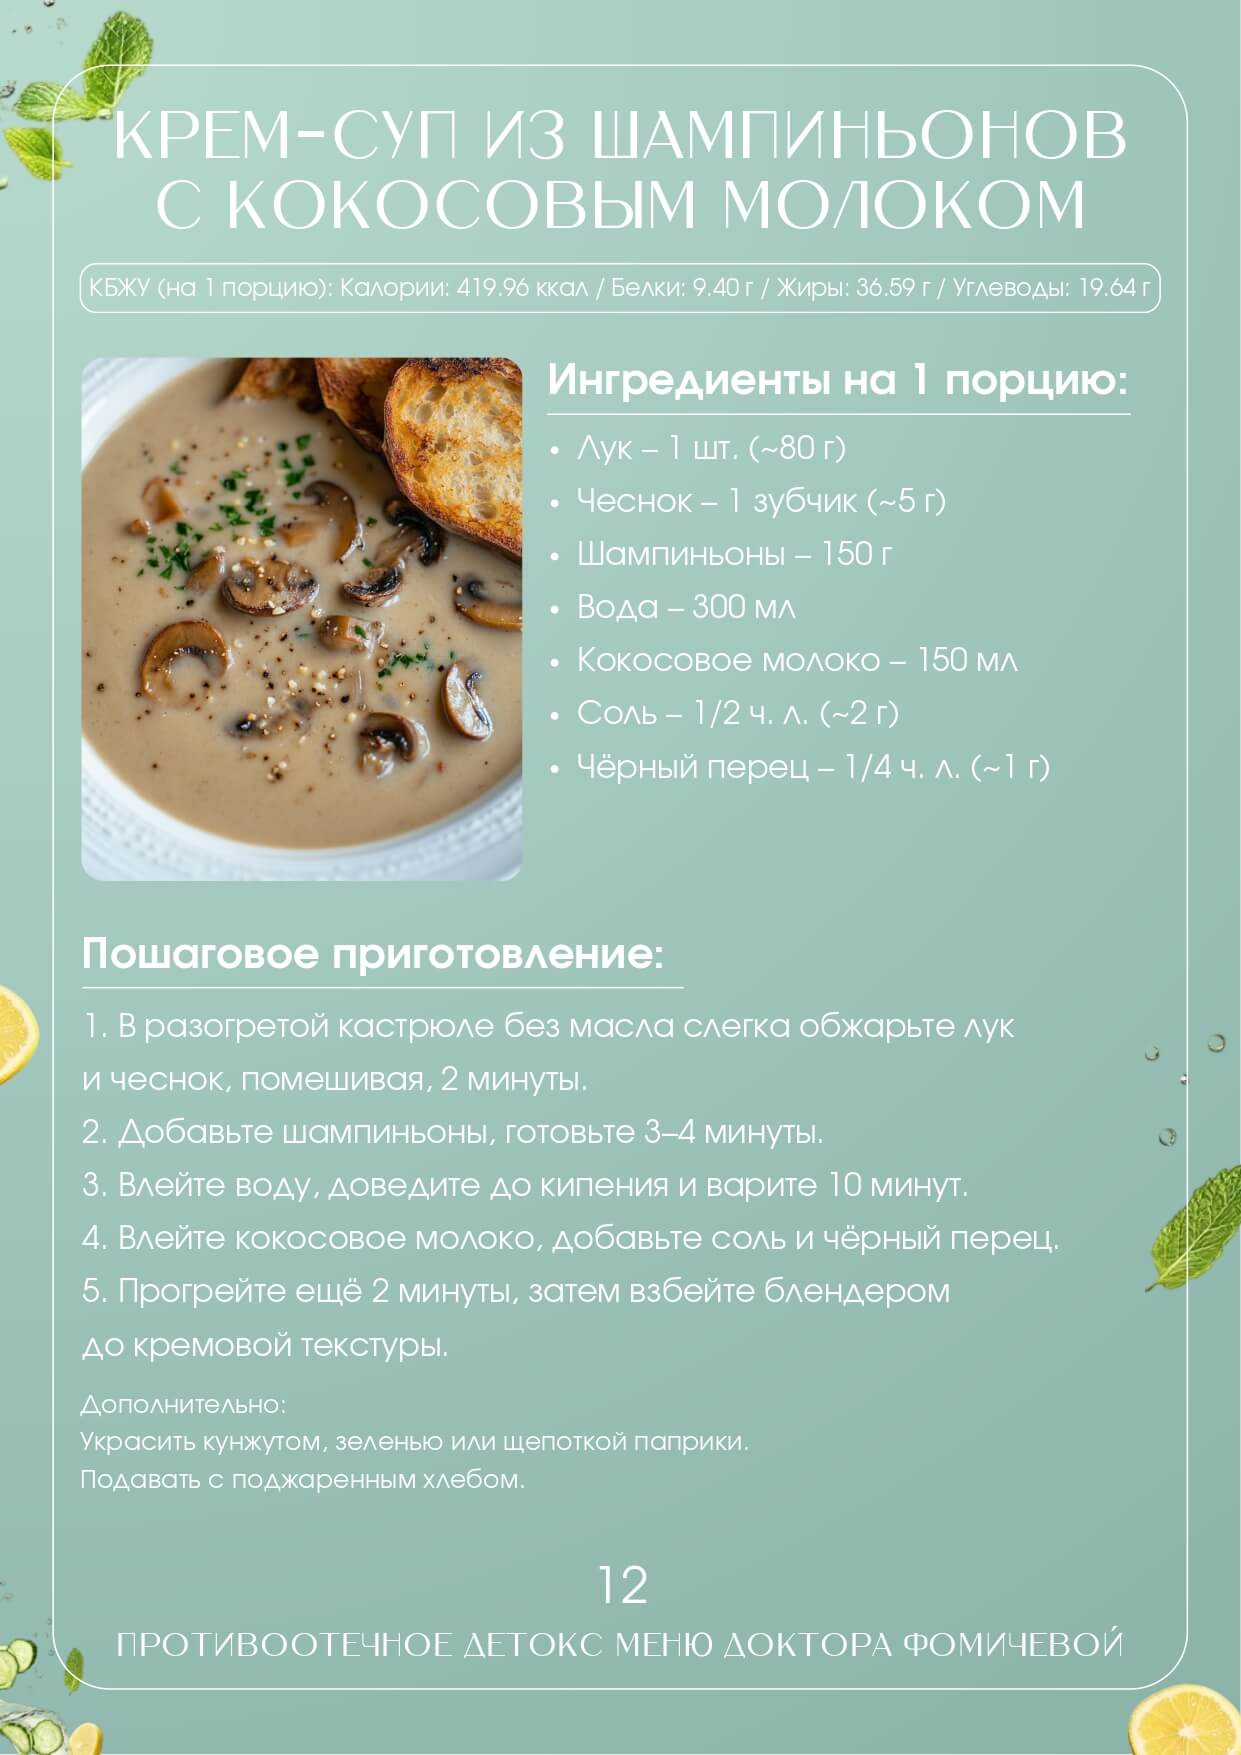 КРЕМ-СУП ИЗ ШАМПИНЬОНОВ
С КОКОСОВЫМ МОЛОКОМ
КБЖУ (на 1 порцию): Калории: 419.96 ккал / Белки: 9.40 г / Жиры: 36.59 г / Углеводы: 19.64 г
Ингредиенты на 1 порцию:
• Лук – 1 шт. (~80 г)
• Чеснок – 1 зубчик (~5 г)
• Шампиньоны – 150 г
• Вода – 300 мл
• Кокосовое молоко – 150 мл
• Соль – 1/2 ч. л. (~2 г)
• Чёрный перец – 1/4 ч. л. (~1 г)
Пошаговое приготовление:
1. В разогретой кастрюле без масла слегка обжарьте лук
и чеснок, помешивая, 2 минуты.
2. Добавьте шампиньоны, готовьте 3–4 минуты.
3. Влейте воду, доведите до кипения и варите 10 минут.
4. Влейте кокосовое молоко, добавьте соль и чёрный перец.
5. Прогрейте ещё 2 минуты, затем взбейте блендером
до кремовой текстуры.
Дополнительно:
Украсить кунжутом, зеленью или щепоткой паприки.
Подавать с поджаренным хлебом.
12
ПРОТИВООТЕЧНОЕ ДЕТОКС МЕНЮ ДОКТОРА ФОМИЧЕВОЙ